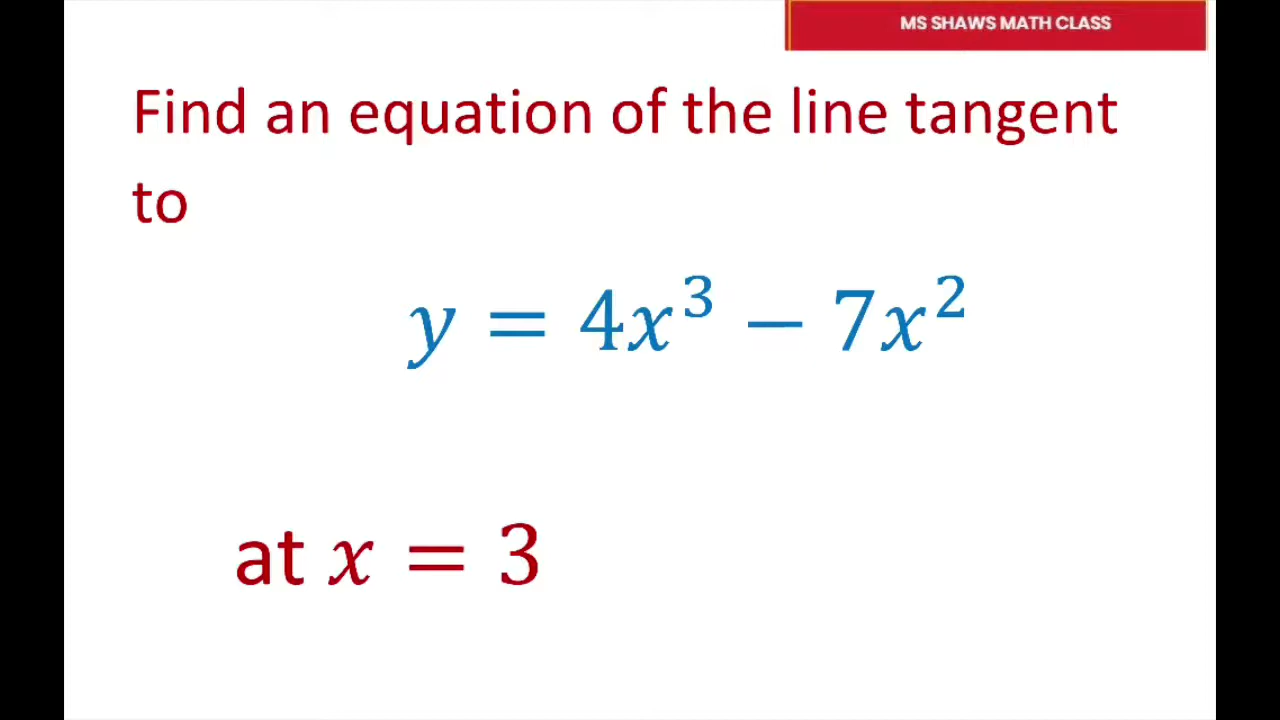 MS SHAWS MATH CLASS
Find an equation of the line tangent
to
y = 4x³ − 7x²
at x = 3